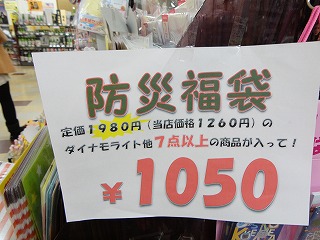 防災福袋
定価1980円(当店価格1260円)の
ダイナモライト他7点以上の商品が入って!
¥1050